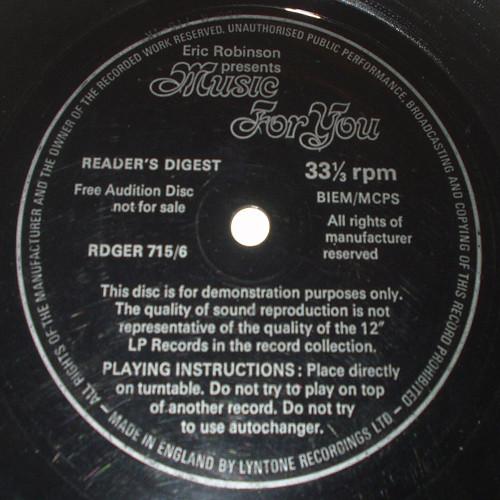 ALL RIGHTS OF THE MANUFACTURER AND THE OWNER OF THE RECORDED WORK RESERVED. UNAUTHORISED PUBLIC PERFORMANCE, BROADCASTING AND COPYING OF THIS RECORD PROHIBITED
Eric Robinson
presents
Music
For You
READER'S DIGEST
Free Audition Disc
not for sale
RDGER 715/6
33⅓ rpm
BIEM/MCPS
All rights of
manufacturer
reserved
This disc is for demonstration purposes only.
The quality of sound reproduction is not
representative of the quality of the 12"
LP Records in the record collection.
PLAYING INSTRUCTIONS: Place directly
on turntable. Do not try to play on top
of another record. Do not try
to use autochanger.
— MADE IN ENGLAND BY LYNTONE RECORDINGS LTD —